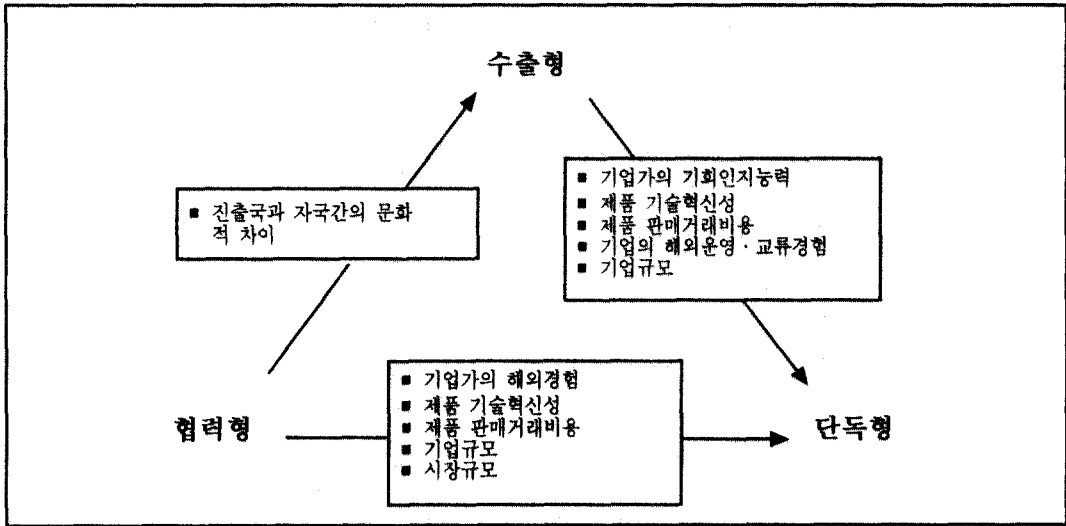 수출형
■ 진출국과 자국간의 문화
적 차이
■ 기업가의 기회인지능력
■ 제품 기술혁신성
■ 제품 판매거래비용
■ 기업의 해외운영·교류경험
■ 기업규모
협력형
■ 기업가의 해외경험
■ 제품 기술혁신성
■ 제품 판매거래비용
■ 기업규모
■ 시장규모
단독형